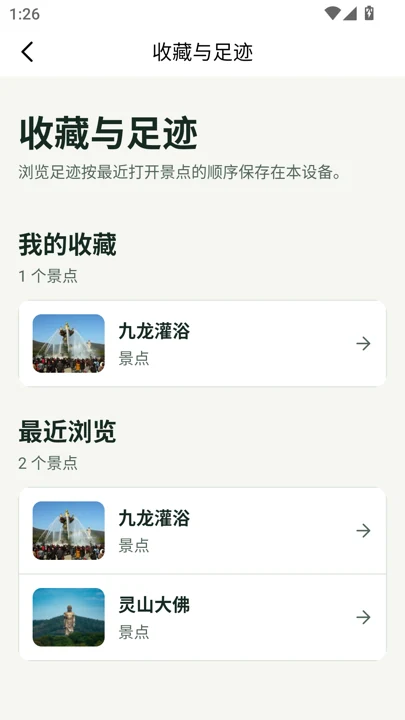 1:26
收藏与足迹
收藏与足迹
浏览足迹按最近打开景点的顺序保存在本设备。
我的收藏
1 个景点
九龙灌浴
景点
最近浏览
2 个景点
九龙灌浴
景点
灵山大佛
景点